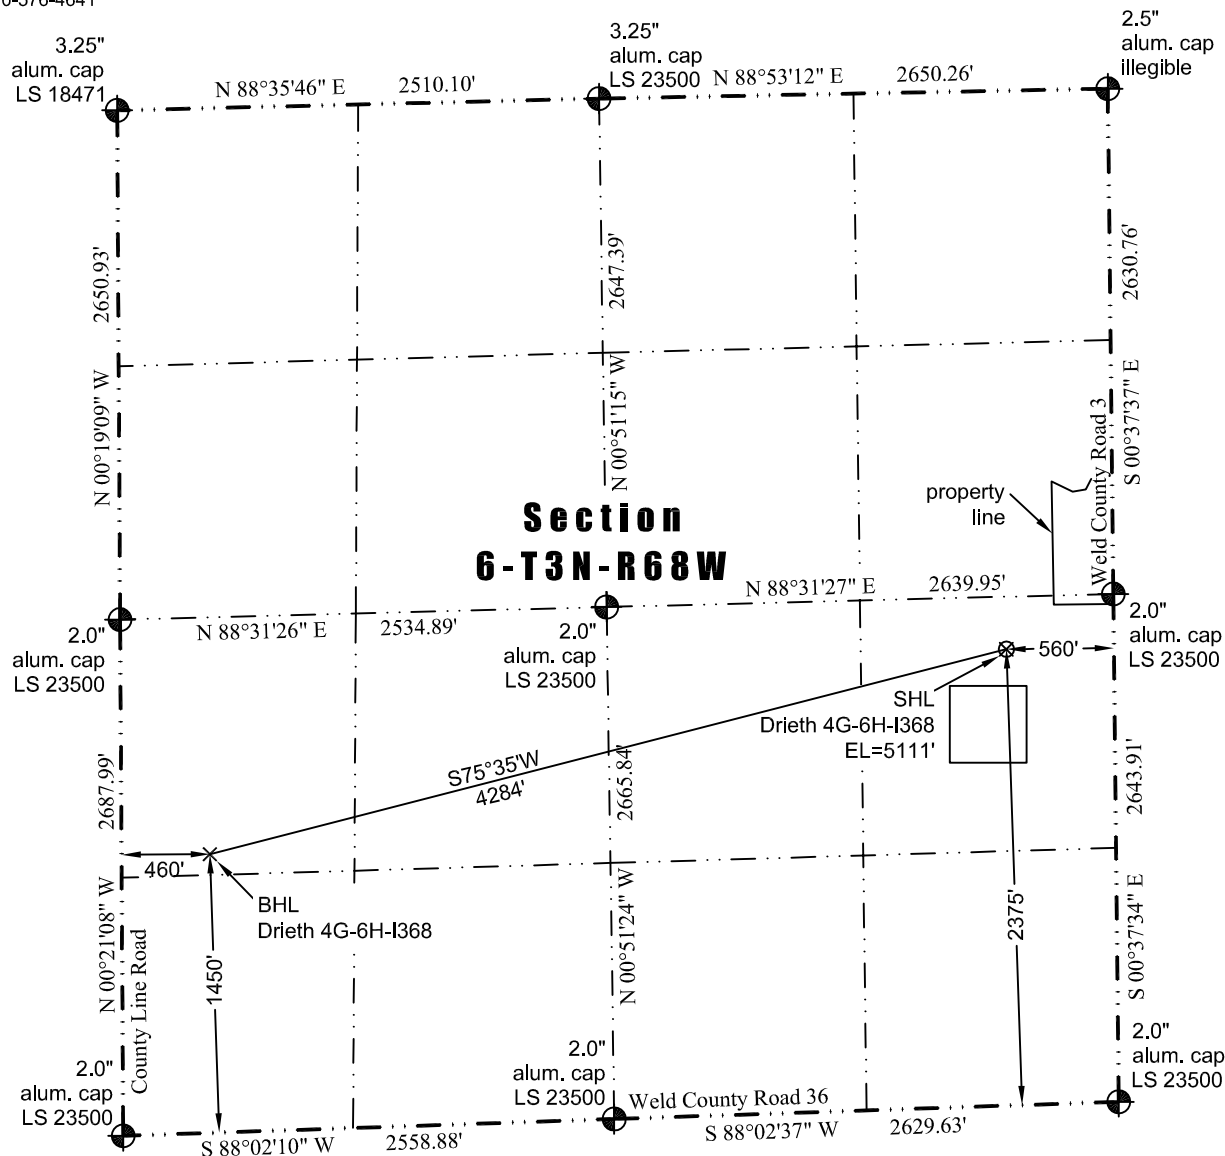 3.25"
alum. cap
LS 18471
N 88°35'46" E
2510.10'
3.25"
alum. cap
LS 23500
N 88°53'12" E
2650.26'
2.5"
alum. cap
illegible
2650.93'
2647.39'
2630.76'
N 00°19'09" W
N 00°51'15" W
S 00°37'37" E
Weld County Road 3
property
line
Section
6-T3N-R68W
N 88°31'26" E
2534.89'
N 88°31'27" E
2639.95'
2.0"
alum. cap
LS 23500
2.0"
alum. cap
LS 23500
2.0"
alum. cap
LS 23500
560'
SHL
Drieth 4G-6H-I368
EL=5111'
S75°35'W
4284'
2687.99'
2665.84'
2643.91'
460'
BHL
Drieth 4G-6H-I368
1450'
2375'
N 00°21'08" W
County Line Road
N 00°51'24" W
S 00°37'34" E
2.0"
alum. cap
LS 23500
2.0"
alum. cap
LS 23500
2.0"
alum. cap
LS 23500
Weld County Road 36
S 88°02'10" W
2558.88'
S 88°02'37" W
2629.63'